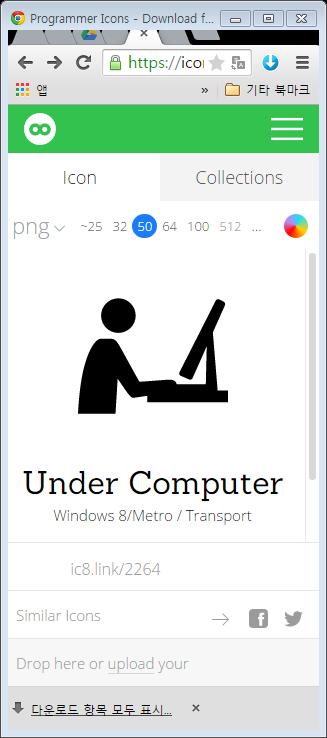 Programmer Icons - Download f...
https://icon
앱
»
기타 북마크
Icon
Collections
png
~25 32 50 64 100 512 ...
Under Computer
Windows 8/Metro / Transport
ic8.link/2264
Similar Icons
Drop here or upload your
다운로드 항목 모두 표시...